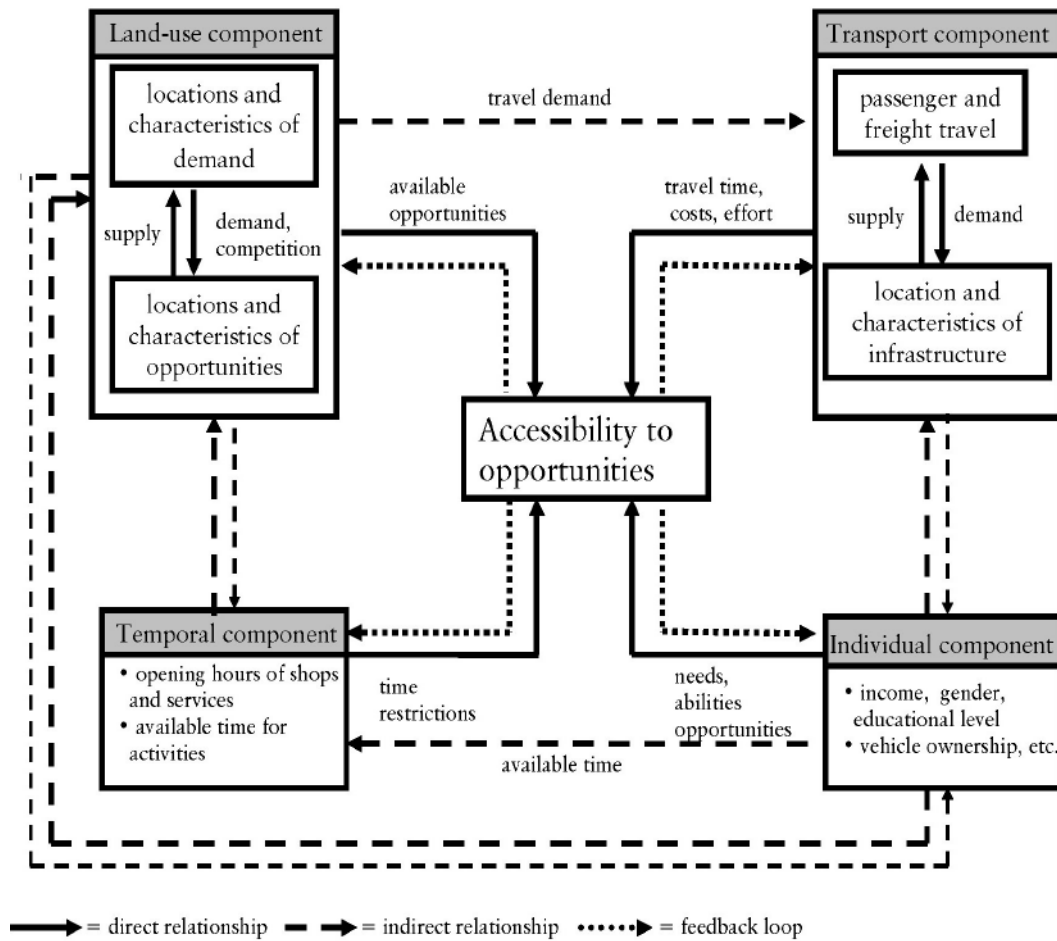 Land-use component
locations and
characteristics of
demand
supply
demand,
competition
locations and
characteristics of
opportunities
travel demand
available
opportunities
travel time,
costs, effort
Transport component
passenger and
freight travel
supply
demand
location and
characteristics of
infrastructure
Accessibility to
opportunities
Temporal component
• opening hours of shops
and services
• available time for
activities
time
restrictions
needs,
abilities
opportunities
available time
Individual component
• income, gender,
educational level
• vehicle ownership, etc.
= direct relationship
= indirect relationship
= feedback loop